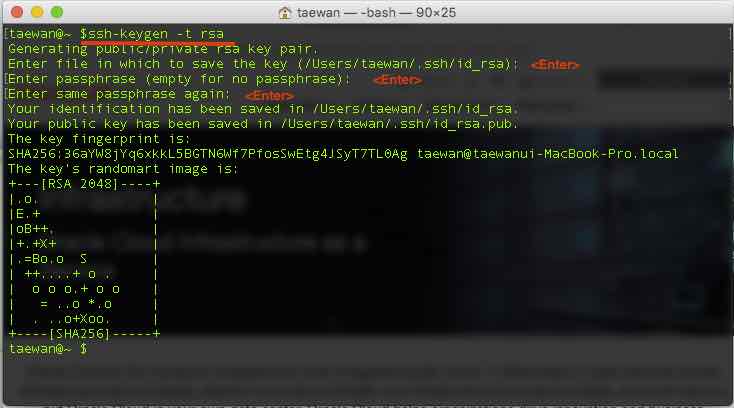 taewan — -bash — 90×25
[taewan@~ $ssh-keygen -t rsa
Generating public/private rsa key pair.
Enter file in which to save the key (/Users/taewan/.ssh/id_rsa): <Enter>
[Enter passphrase (empty for no passphrase): <Enter>
[Enter same passphrase again: <Enter>
Your identification has been saved in /Users/taewan/.ssh/id_rsa.
Your public key has been saved in /Users/taewan/.ssh/id_rsa.pub.
The key fingerprint is:
SHA256:36aYW8jYq6xkkL5BGTN6Wf7PfosSwEtg4JSyT7TL0Ag taewan@taewanui-MacBook-Pro.local
The key's randomart image is:
+---[RSA 2048]----+
|.o.              |
|E.+              |
|oB++.            |
|+.+X+            |
|.=Bo.o  S        |
| ++....+ o .     |
|  o o o.+ o o    |
|   = ..o *.o     |
|  . ..o+Xoo.     |
+----[SHA256]-----+
taewan@~ $